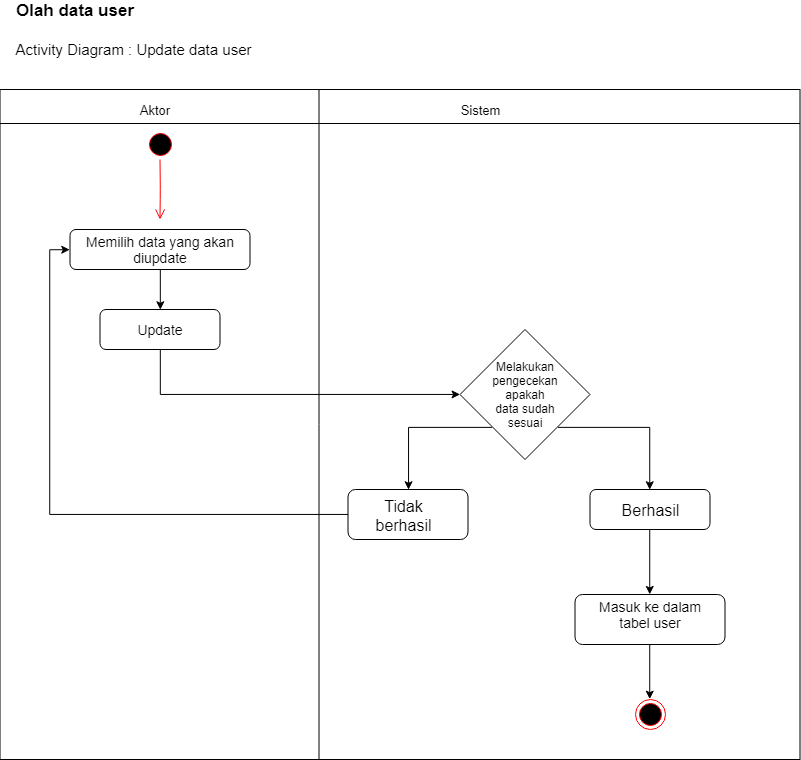 Olah data user
Activity Diagram : Update data user
Aktor
Sistem
Memilih data yang akan
diupdate
Update
Melakukan
pengecekan
apakah
data sudah
sesuai
Tidak
berhasil
Berhasil
Masuk ke dalam
tabel user